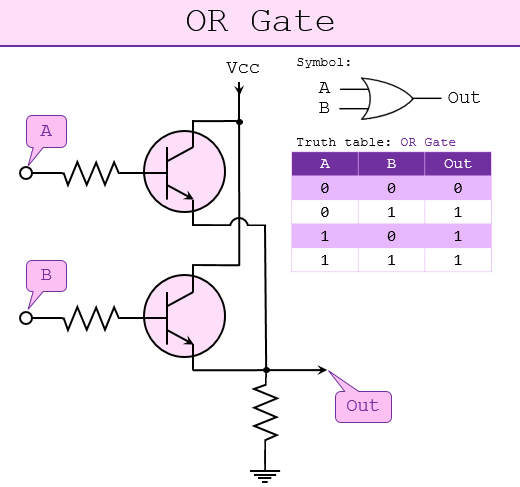 OR Gate
Vcc
Symbol:
A
B
Out
A
Truth table: OR Gate
A B Out
0 0 0
0 1 1
1 0 1
1 1 1
B
Out